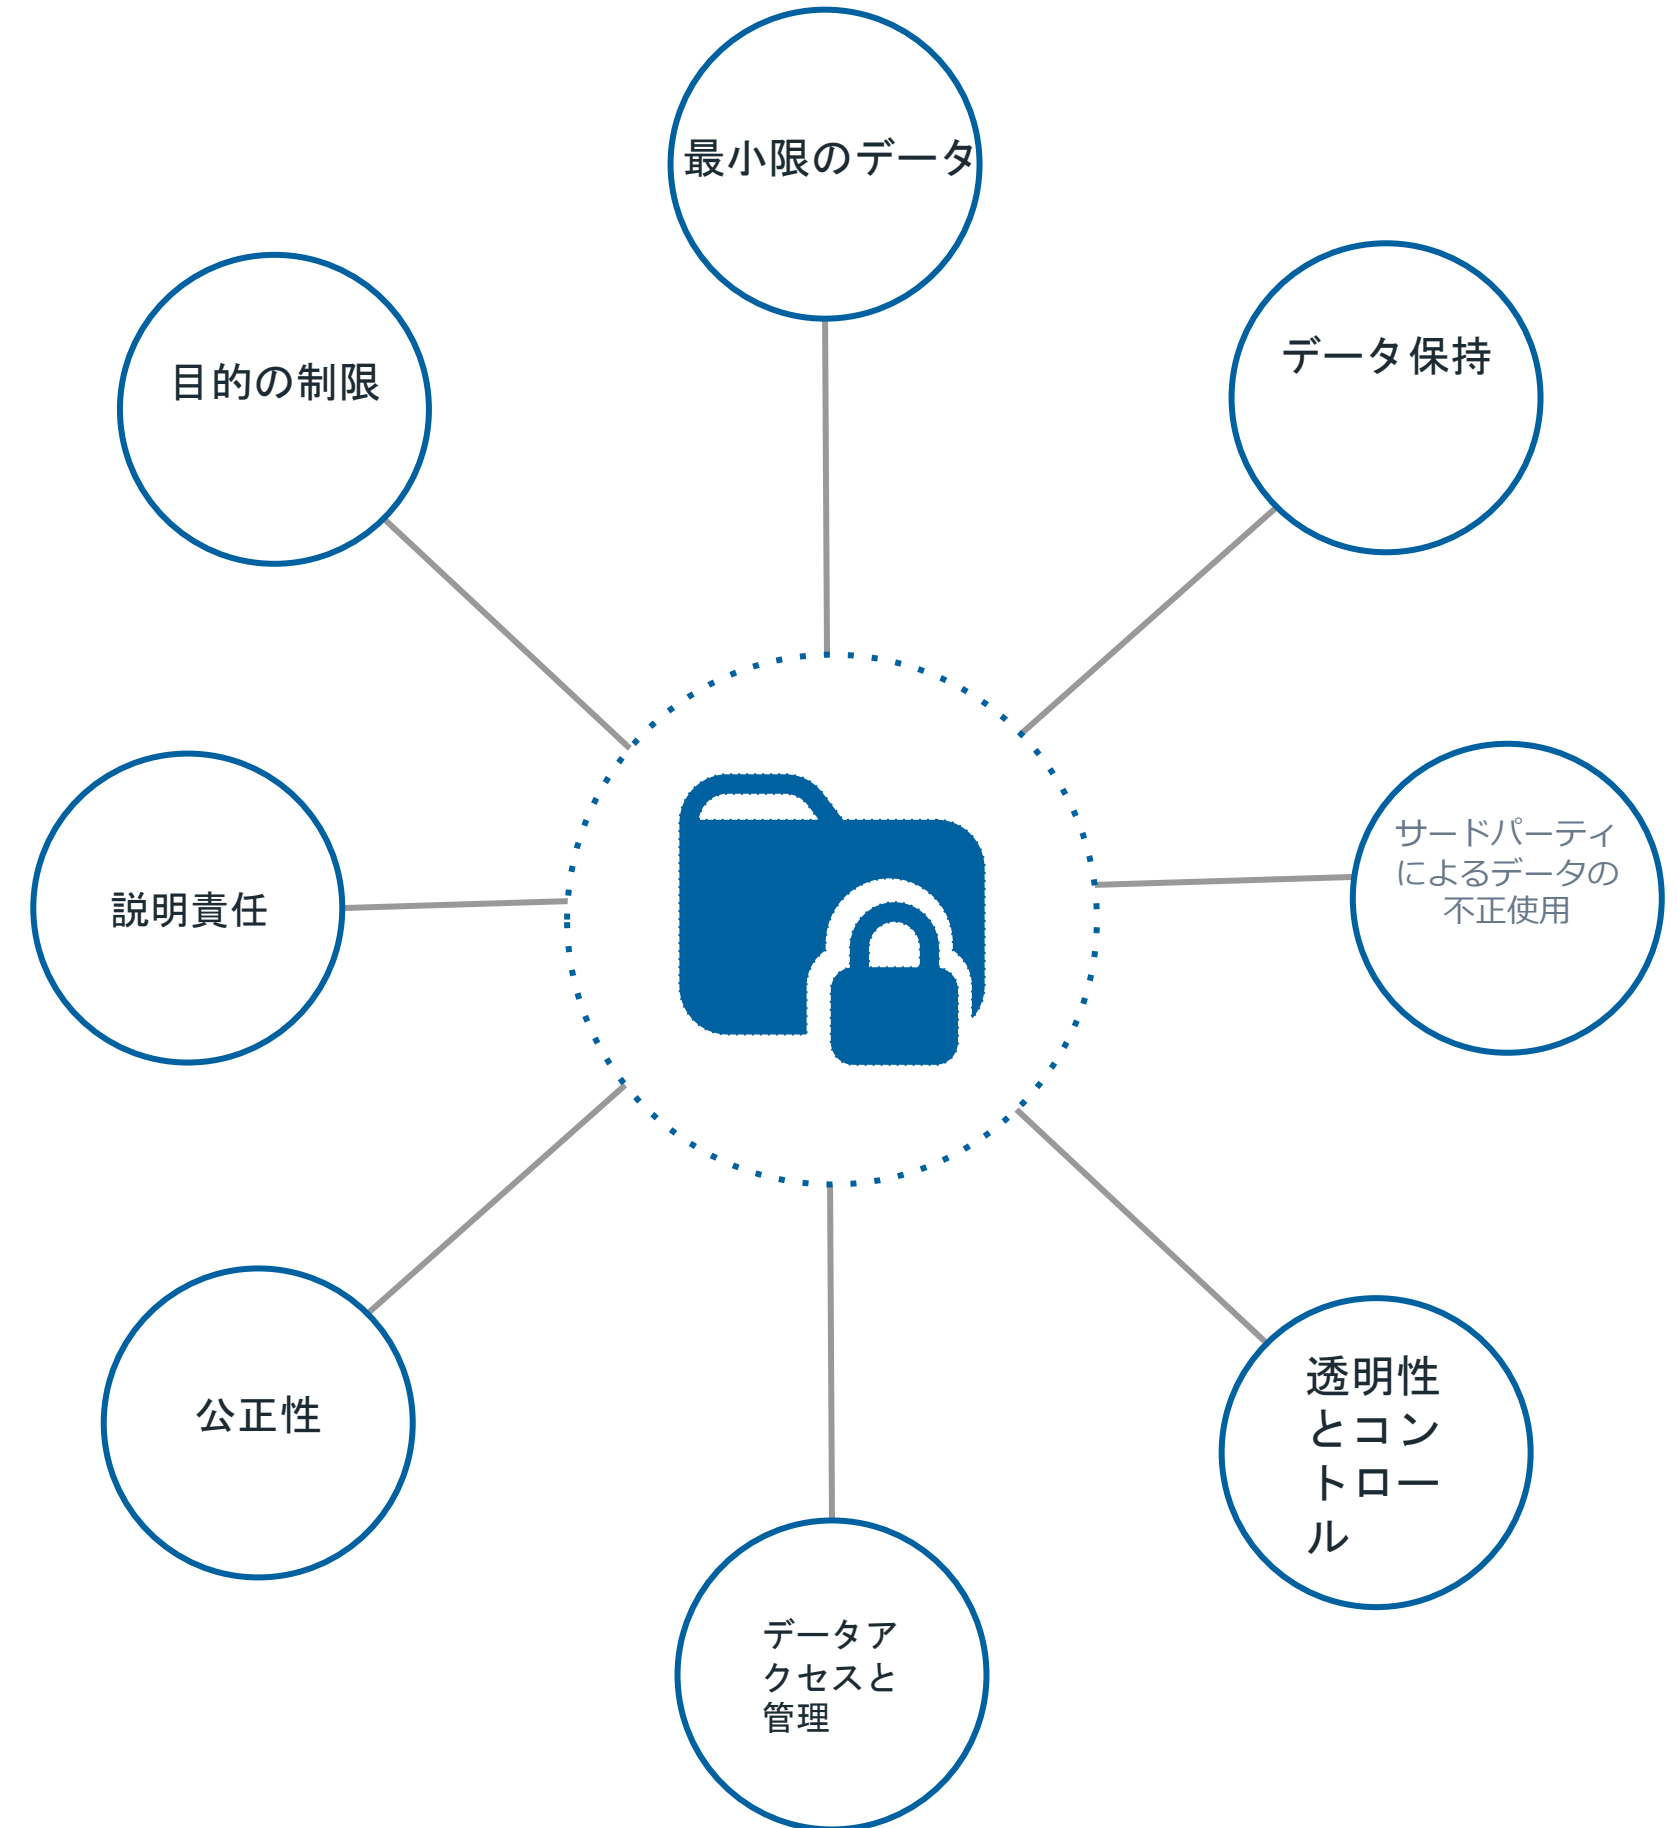 最小限のデータ
データ保持
目的の制限
サードパーティ
によるデータの
不正使用
説明責任
透明性
とコン
トロー
ル
公正性
データア
クセスと
管理